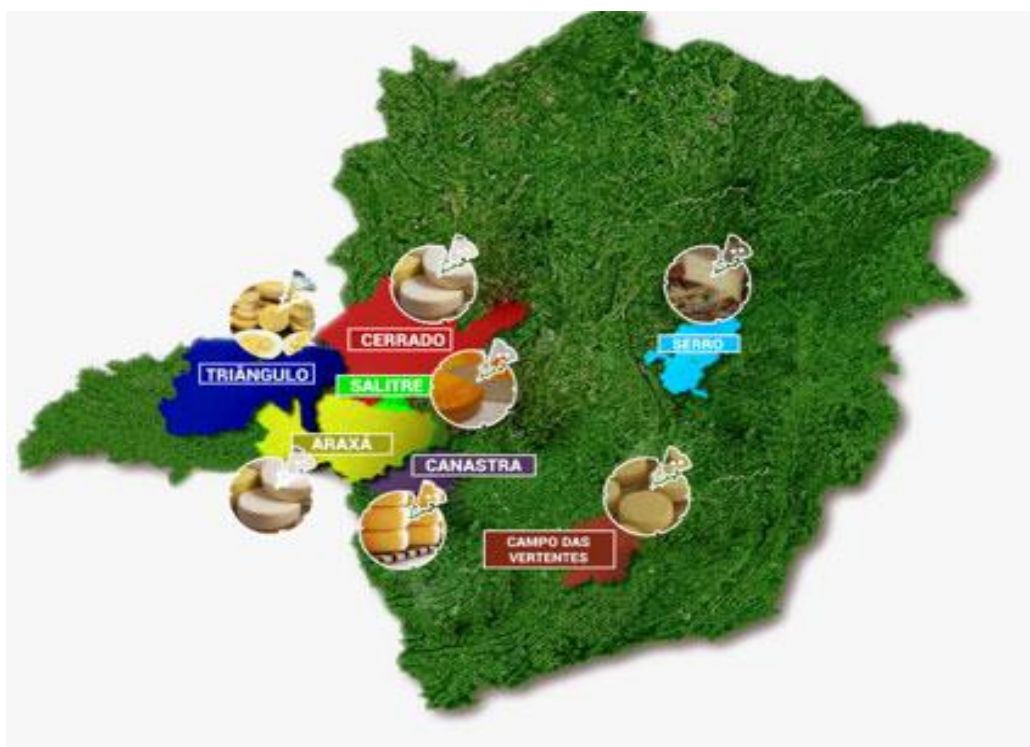 CERRADO
SERRO
TRIÂNGULO
SALITRE
ARAXÁ
CANASTRA
CAMPO DAS
VERTENTES